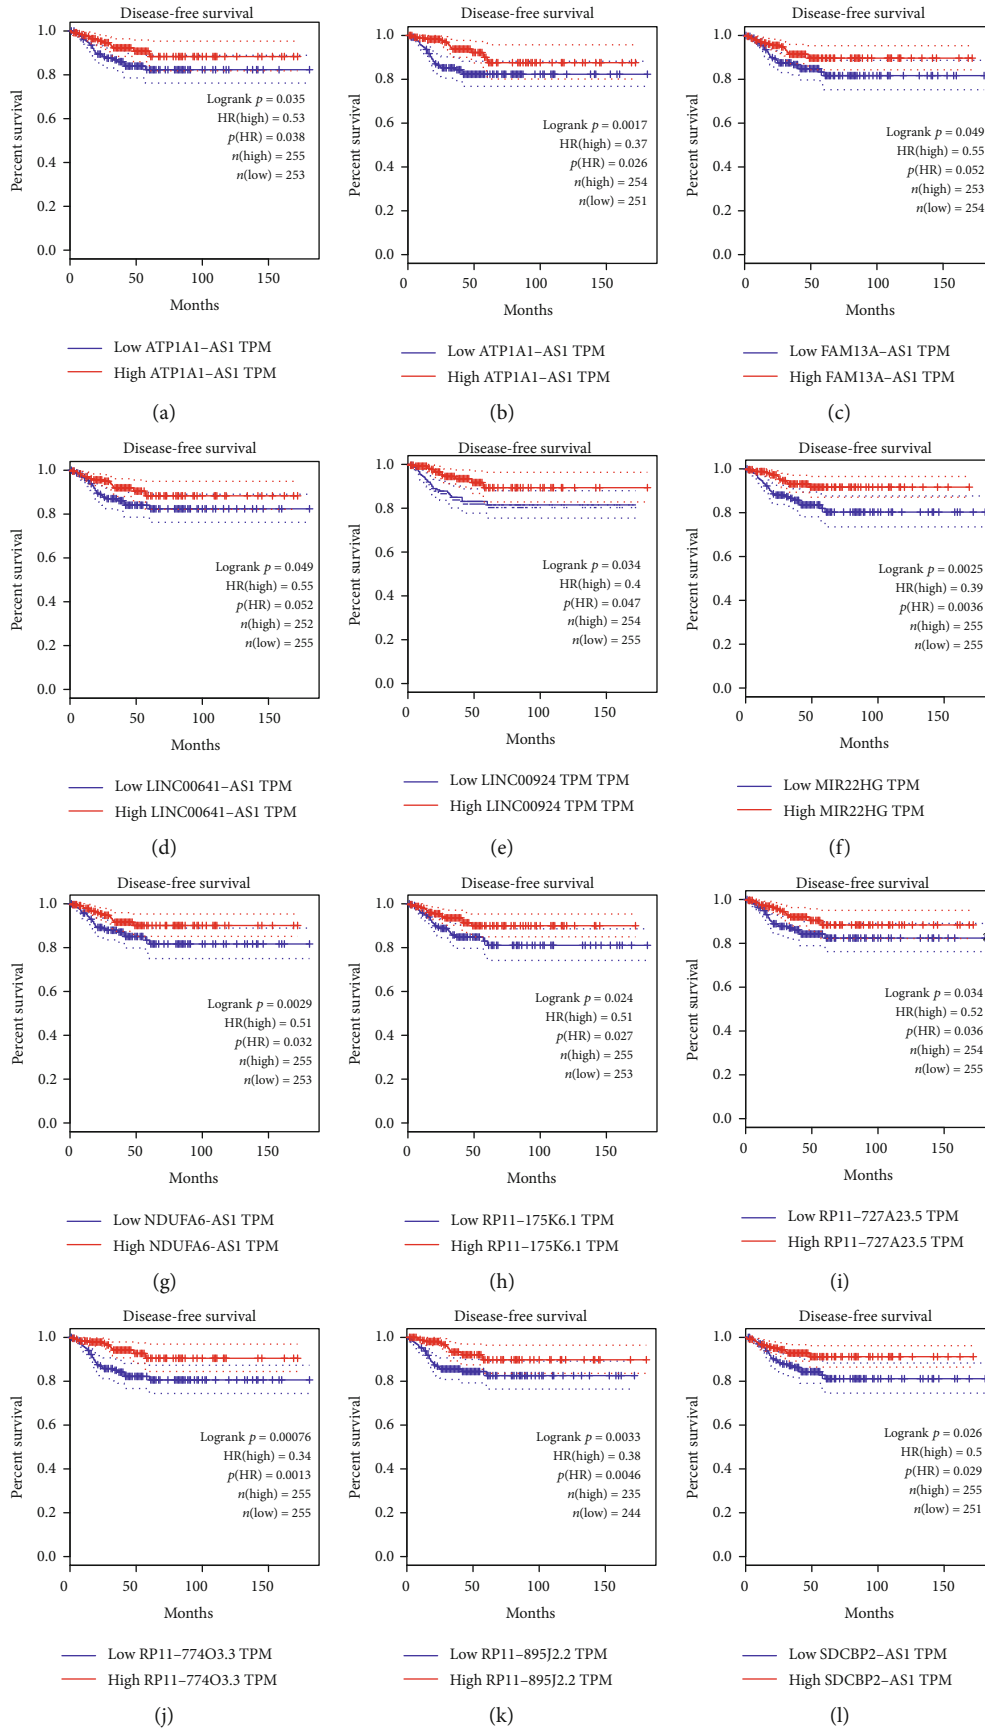 Disease-free survival
Percent survival
1.0
0.8
0.6
0.4
0.2
0.0
Logrank p = 0.035
HR(high) = 0.53
p(HR) = 0.038
n(high) = 255
n(low) = 253
0 50 100 150
Months
Low ATP1A1–AS1 TPM
High ATP1A1–AS1 TPM
(a)
Disease-free survival
Percent survival
1.0
0.8
0.6
0.4
0.2
0.0
Logrank p = 0.0017
HR(high) = 0.37
p(HR) = 0.026
n(high) = 254
n(low) = 251
0 50 100 150
Months
Low ATP1A1–AS1 TPM
High ATP1A1–AS1 TPM
(b)
Disease-free survival
Percent survival
1.0
0.8
0.6
0.4
0.2
0.0
Logrank p = 0.049
HR(high) = 0.55
p(HR) = 0.052
n(high) = 253
n(low) = 254
0 50 100 150
Months
Low FAM13A–AS1 TPM
High FAM13A–AS1 TPM
(c)
Disease-free survival
Percent survival
1.0
0.8
0.6
0.4
0.2
0.0
Logrank p = 0.049
HR(high) = 0.55
p(HR) = 0.052
n(high) = 252
n(low) = 255
0 50 100 150
Months
Low LINC00641–AS1 TPM
High LINC00641–AS1 TPM
(d)
Disease-free survival
Percent survival
1.0
0.8
0.6
0.4
0.2
0.0
Logrank p = 0.034
HR(high) = 0.4
p(HR) = 0.047
n(high) = 254
n(low) = 255
0 50 100 150
Months
Low LINC00924 TPM TPM
High LINC00924 TPM TPM
(e)
Disease-free survival
Percent survival
1.0
0.8
0.6
0.4
0.2
0.0
Logrank p = 0.0025
HR(high) = 0.39
p(HR) = 0.0036
n(high) = 255
n(low) = 255
0 50 100 150
Months
Low MIR22HG TPM
High MIR22HG TPM
(f)
Disease-free survival
Percent survival
1.0
0.8
0.6
0.4
0.2
0.0
Logrank p = 0.0029
HR(high) = 0.51
p(HR) = 0.032
n(high) = 255
n(low) = 253
0 50 100 150
Months
Low NDUFA6-AS1 TPM
High NDUFA6-AS1 TPM
(g)
Disease-free survival
Percent survival
1.0
0.8
0.6
0.4
0.2
0.0
Logrank p = 0.024
HR(high) = 0.51
p(HR) = 0.027
n(high) = 255
n(low) = 253
0 50 100 150
Months
Low RP11–175K6.1 TPM
High RP11–175K6.1 TPM
(h)
Disease-free survival
Percent survival
1.0
0.8
0.6
0.4
0.2
0.0
Logrank p = 0.034
HR(high) = 0.52
p(HR) = 0.036
n(high) = 254
n(low) = 255
0 50 100 150
Months
Low RP11–727A23.5 TPM
High RP11–727A23.5 TPM
(i)
Disease-free survival
Percent survival
1.0
0.8
0.6
0.4
0.2
0.0
Logrank p = 0.00076
HR(high) = 0.34
p(HR) = 0.0013
n(high) = 255
n(low) = 255
0 50 100 150
Months
Low RP11–774O3.3 TPM
High RP11–774O3.3 TPM
(j)
Disease-free survival
Percent survival
1.0
0.8
0.6
0.4
0.2
0.0
Logrank p = 0.0033
HR(high) = 0.38
p(HR) = 0.0046
n(high) = 235
n(low) = 244
0 50 100 150
Months
Low RP11–895J2.2 TPM
High RP11–895J2.2 TPM
(k)
Disease-free survival
Percent survival
1.0
0.8
0.6
0.4
0.2
0.0
Logrank p = 0.026
HR(high) = 0.5
p(HR) = 0.029
n(high) = 255
n(low) = 251
0 50 100 150
Months
Low SDCBP2–AS1 TPM
High SDCBP2–AS1 TPM
(l)